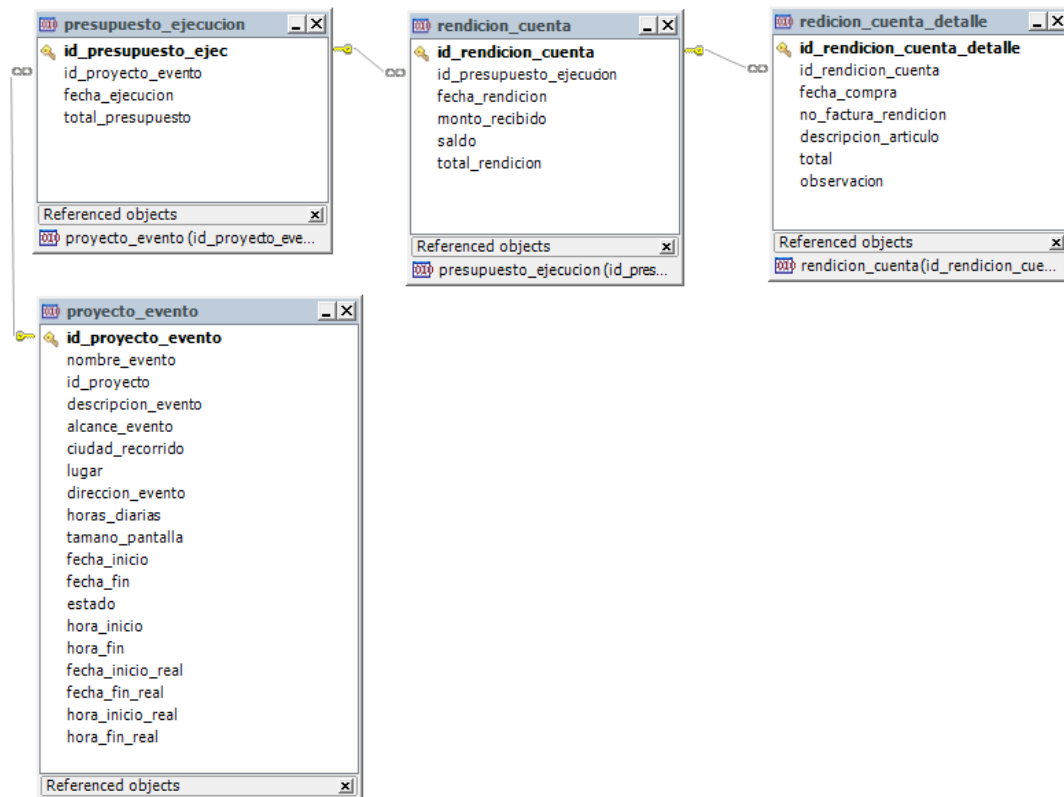 presupuesto_ejecucion
id_presupuesto_ejec
id_proyecto_evento
fecha_ejecucion
total_presupuesto
Referenced objects
proyecto_evento (id_proyecto_eve...
rendicion_cuenta
id_rendicion_cuenta
id_presupuesto_ejecucion
fecha_rendicion
monto_recibido
saldo
total_rendicion
Referenced objects
presupuesto_ejecucion (id_pres...
redicion_cuenta_detalle
id_rendicion_cuenta_detalle
id_rendicion_cuenta
fecha_compra
no_factura_rendicion
descripcion_articulo
total
observacion
Referenced objects
rendicion_cuenta (id_rendicion_cue...
proyecto_evento
id_proyecto_evento
nombre_evento
id_proyecto
descripcion_evento
alcance_evento
ciudad_recorrido
lugar
direccion_evento
horas_diarias
tamano_pantalla
fecha_inicio
fecha_fin
estado
hora_inicio
hora_fin
fecha_inicio_real
fecha_fin_real
hora_inicio_real
hora_fin_real
Referenced objects